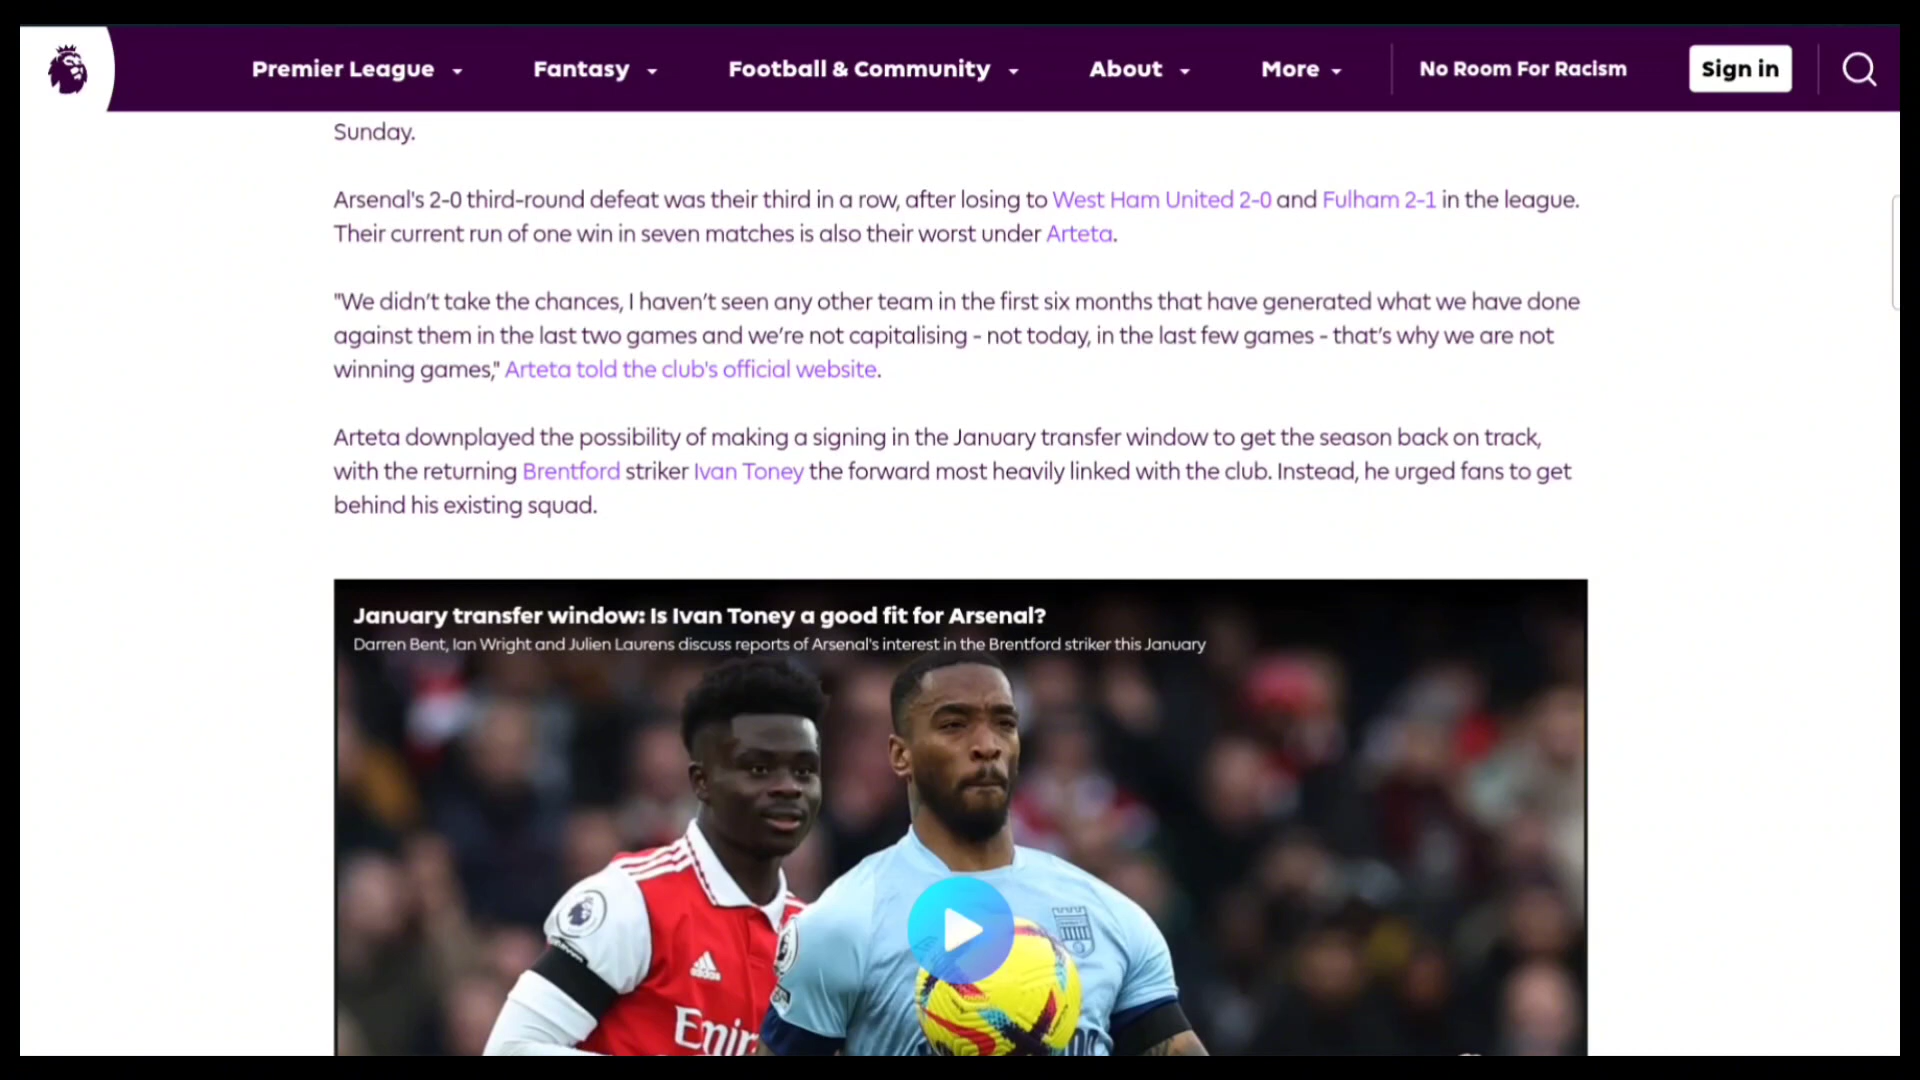 Premier League
Fantasy
Football & Community
About
More
No Room For Racism
Sign in
Sunday.
Arsenal's 2-0 third-round defeat was their third in a row, after losing to West Ham United 2-0 and Fulham 2-1 in the league.
Their current run of one win in seven matches is also their worst under Arteta.
"We didn’t take the chances, I haven’t seen any other team in the first six months that have generated what we have done
against them in the last two games and we’re not capitalising - not today, in the last few games - that’s why we are not
winning games," Arteta told the club's official website.
Arteta downplayed the possibility of making a signing in the January transfer window to get the season back on track,
with the returning Brentford striker Ivan Toney the forward most heavily linked with the club. Instead, he urged fans to get
behind his existing squad.
January transfer window: Is Ivan Toney a good fit for Arsenal?
Darren Bent, Ian Wright and Julien Laurens discuss reports of Arsenal's interest in the Brentford striker this January
adidas